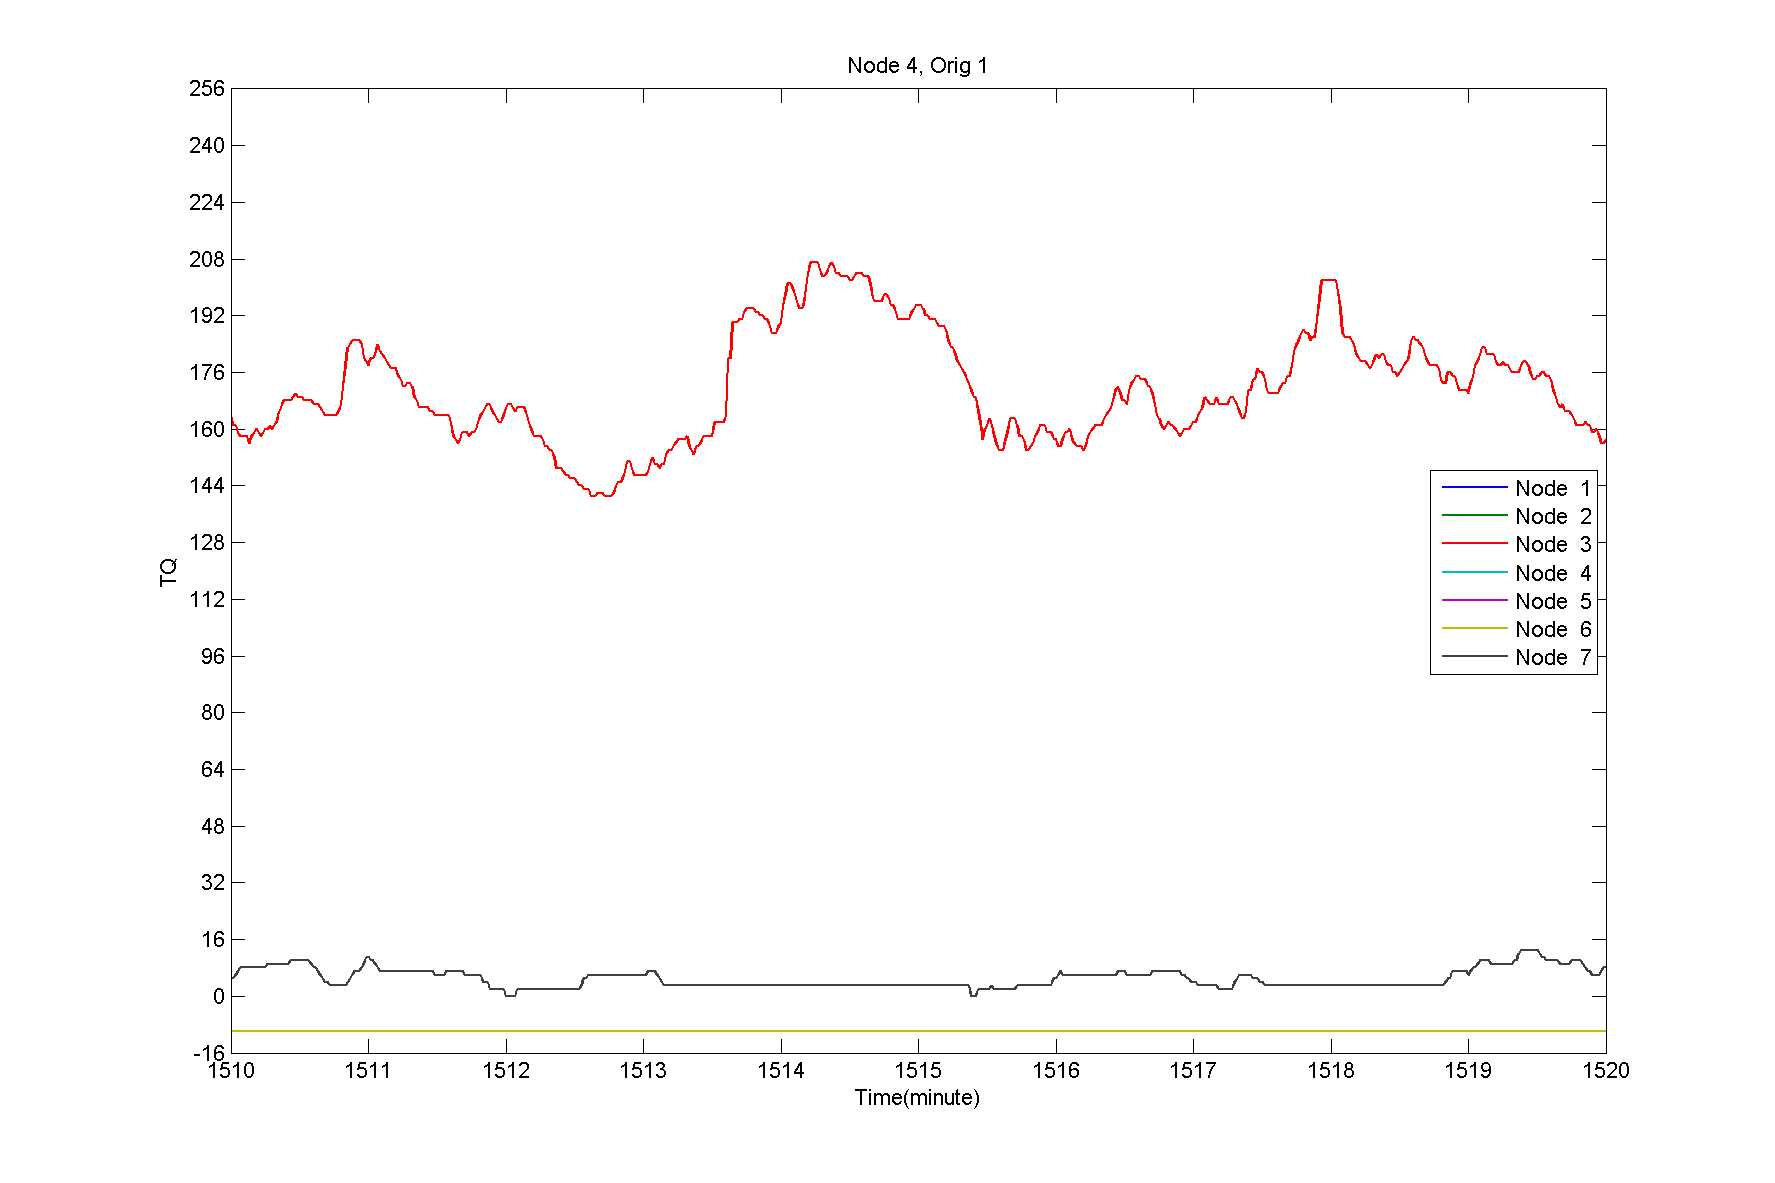 Node 4, Orig 1
256
240
224
208
192
176
160
144
128
112
96
80
64
48
32
16
0
-16
TQ
Node 1
Node 2
Node 3
Node 4
Node 5
Node 6
Node 7
1510 1511 1512 1513 1514 1515 1516 1517 1518 1519 1520
Time(minute)